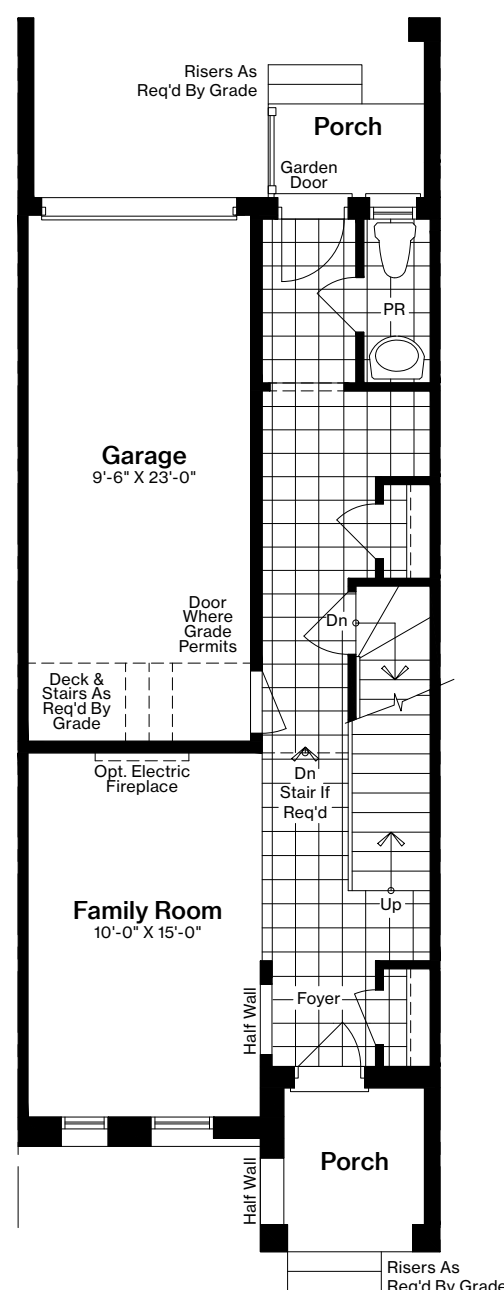 Risers As
Req'd By Grade
Porch
Garden
Door
PR
Garage
9'-6" X 23'-0"
Door
Where
Grade
Permits
Dn
Deck &
Stairs As
Req'd By
Grade
Opt. Electric
Fireplace
Dn
Stair If
Req'd
Family Room
10'-0" X 15'-0"
Up
Foyer
Half Wall
Porch
Half Wall
Risers As
Req'd By Grade